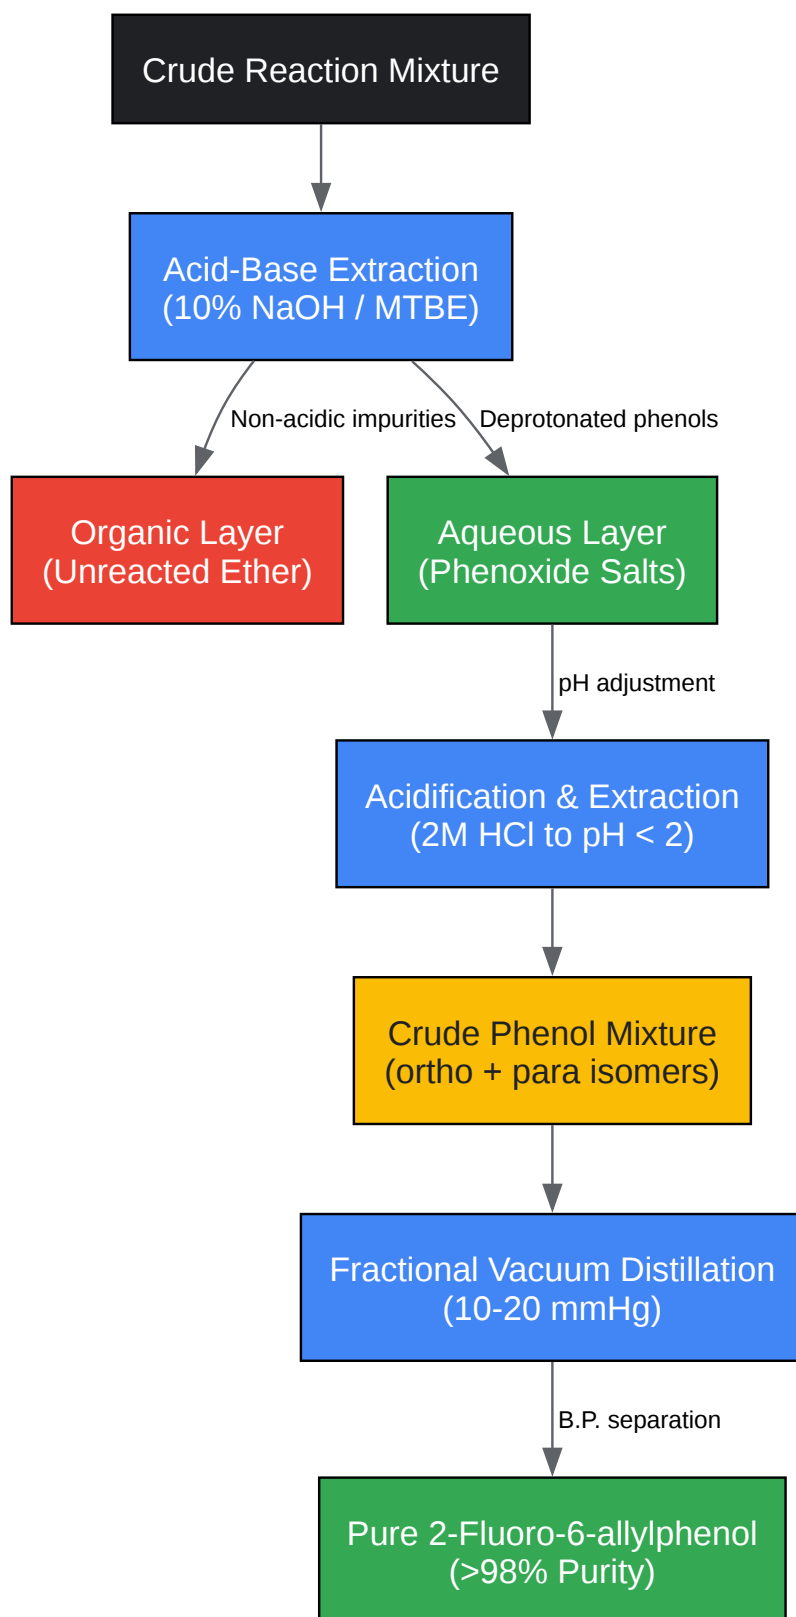 Crude Reaction Mixture
Acid-Base Extraction
(10% NaOH / MTBE)
Non-acidic impurities
Deprotonated phenols
Organic Layer
(Unreacted Ether)
Aqueous Layer
(Phenoxide Salts)
pH adjustment
Acidification & Extraction
(2M HCl to pH < 2)
Crude Phenol Mixture
(ortho + para isomers)
Fractional Vacuum Distillation
(10-20 mmHg)
B.P. separation
Pure 2-Fluoro-6-allylphenol
(>98% Purity)